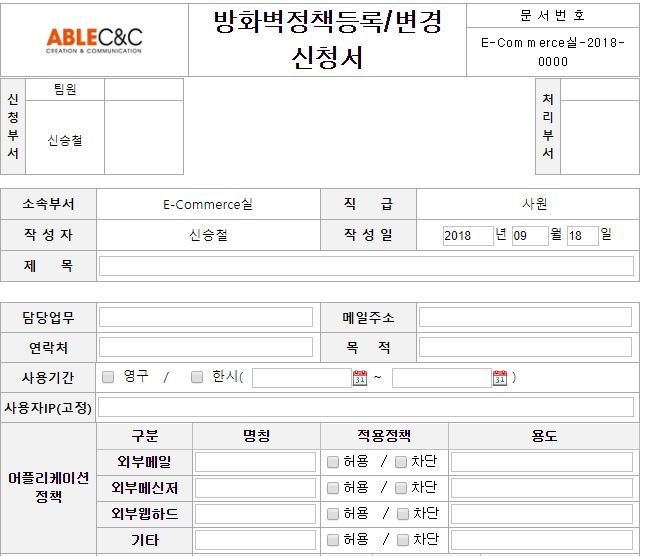 ABLEC&C
CREATION & COMMUNICATION
방화벽정책등록/변경
신청서
문 서 번 호
E-Commerce실-2018-
0000
신청부서
팀원
신승철
처리부서
소속부서 E-Commerce실 직 급 사원
작 성 자 신승철 작 성 일 2018 년 09 월 18 일
제 목
담당업무 메일주소
연락처 목 적
사용기간 영구 / 한시( ~ )
사용자IP(고정)
어플리케이션
정책
구분 명칭 적용정책 용도
외부메일 허용 / 차단
외부메신저 허용 / 차단
외부웹하드 허용 / 차단
기타 허용 / 차단